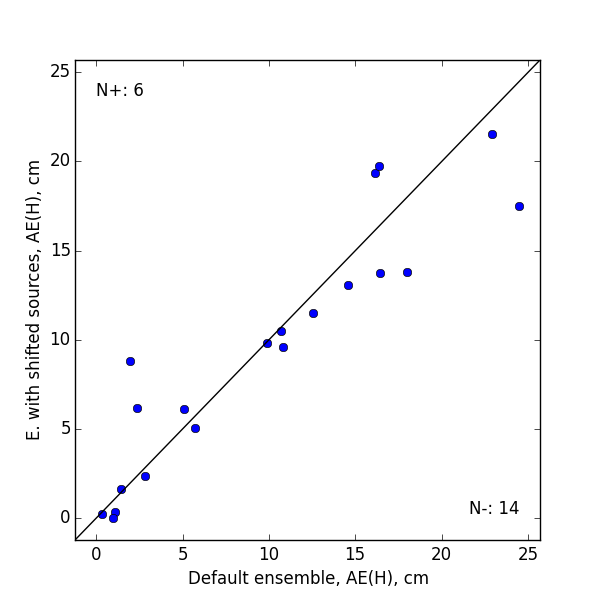 25
N+: 6
20
15
10
5
0
E. with shifted sources, AE(H), cm
N-: 14
0 5 10 15 20 25
Default ensemble, AE(H), cm